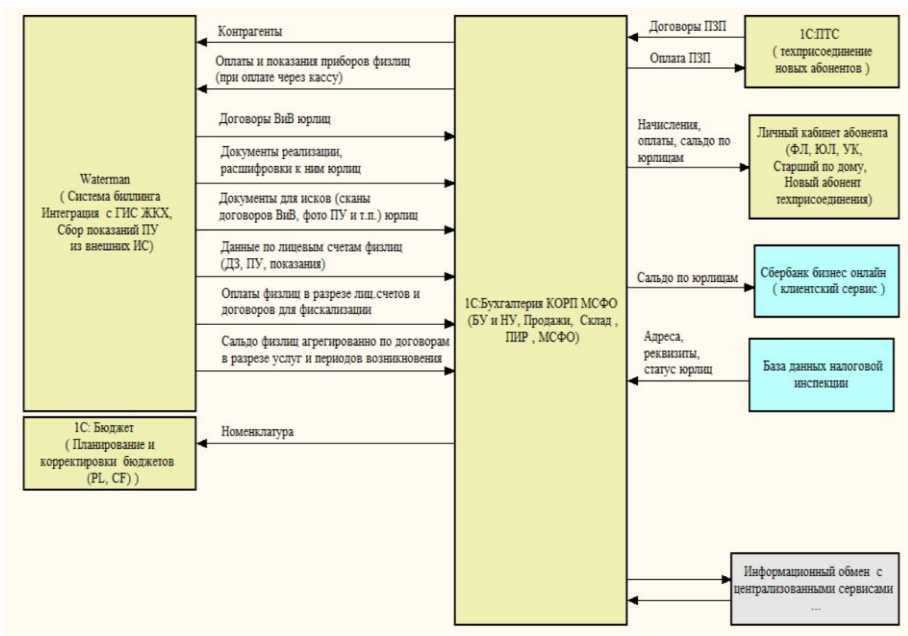 Контрагенты
Оплаты и показания приборов физлиц
(при оплате через кассу)
Договоры ВиВ юрлиц
Документы реализации,
расшифровки к ним юрлиц
Документы для исков (сканы
договоров ВиВ, фото ПУ и т.п.) юрлиц
Данные по лицевым счетам физлиц
(ДЗ, ПУ, показания)
Оплаты физлиц в разрезе лиц.счетов и
договоров для фискализации
Сальдо физлиц агрегированно по договорам
в разрезе услуг и периодов возникновения
Waterman
( Система биллинга
Интеграция с ГИС ЖКХ,
Сбор показаний ПУ
из внешних ИС)
1С: Бюджет
( Планирование и
корректировки бюджетов
(PL, CF) )
Номенклатура
1С:Бухгалтерия КОРП МСФО
(БУ и НУ, Продажи, Склад ,
ПИР , МСФО)
Договоры ПЗП
Оплата ПЗП
1С:ПТС
( техприсоединение
новых абонентов )
Начисления,
оплаты, сальдо по
юрлицам
Личный кабинет абонента
(ФЛ, ЮЛ, УК,
Старший по дому,
Новый абонент
техприсоединения)
Сальдо по юрлицам
Сбербанк бизнес онлайн
( клиентский сервис )
Адреса,
реквизиты,
статус юрлиц
База данных налоговой
инспекции
Информационный обмен с
централизованными сервисами
...